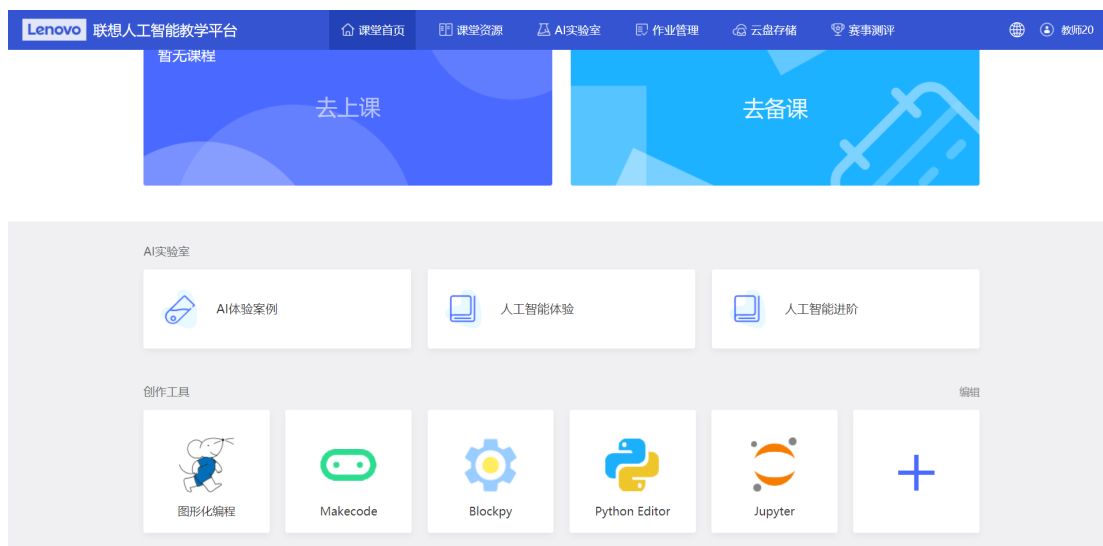 Lenovo 联想人工智能教学平台 课堂首页 课堂资源 AI实验室 作业管理 云盘存储 赛事测评 教师20
暂无课程
去上课 去备课
AI实验室
AI体验案例 人工智能体验 人工智能进阶
创作工具 编辑
图形化编程 Makecode Blockpy Python Editor Jupyter